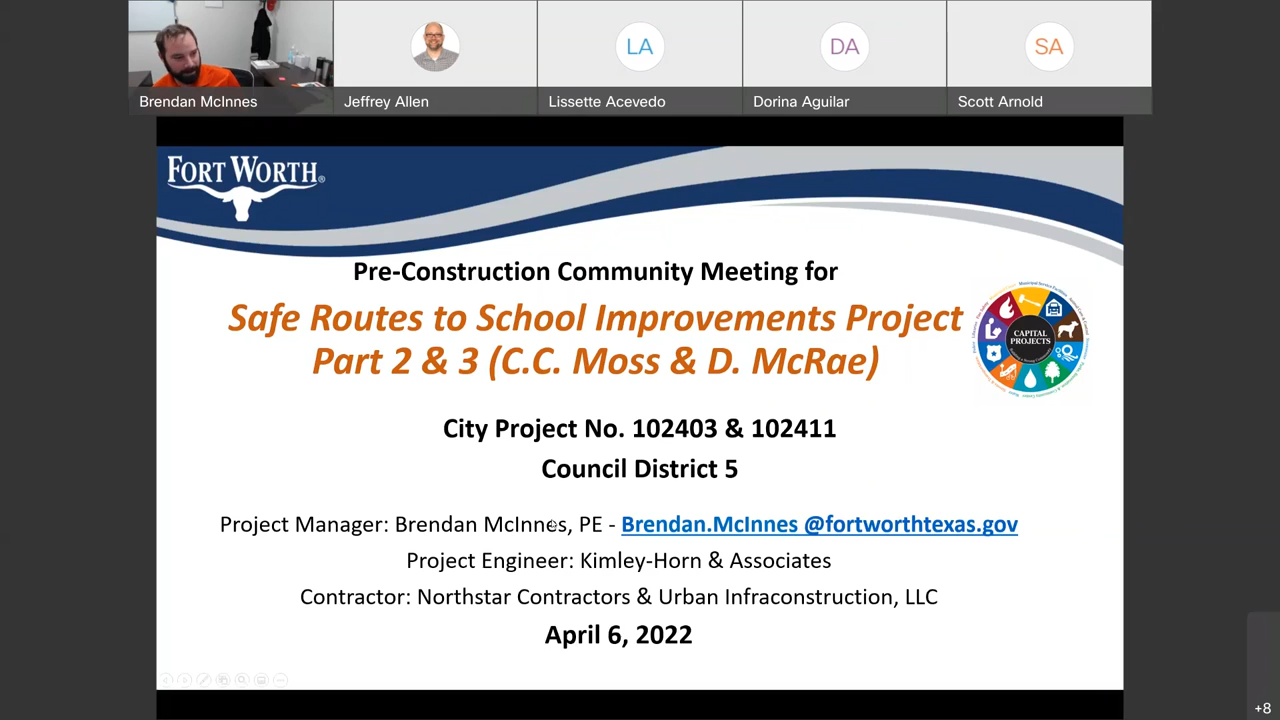 LA
DA
SA
Brendan McInnes
Jeffrey Allen
Lissette Acevedo
Dorina Aguilar
Scott Arnold
FORT WORTH®
Pre-Construction Community Meeting for
Safe Routes to School Improvements Project
Part 2 & 3 (C.C. Moss & D. McRae)
CAPITAL
PROJECTS
City Project No. 102403 & 102411
Council District 5
Project Manager: Brendan McInnes, PE - Brendan.McInnes @fortworthtexas.gov
Project Engineer: Kimley-Horn & Associates
Contractor: Northstar Contractors & Urban Infraconstruction, LLC
April 6, 2022
+8